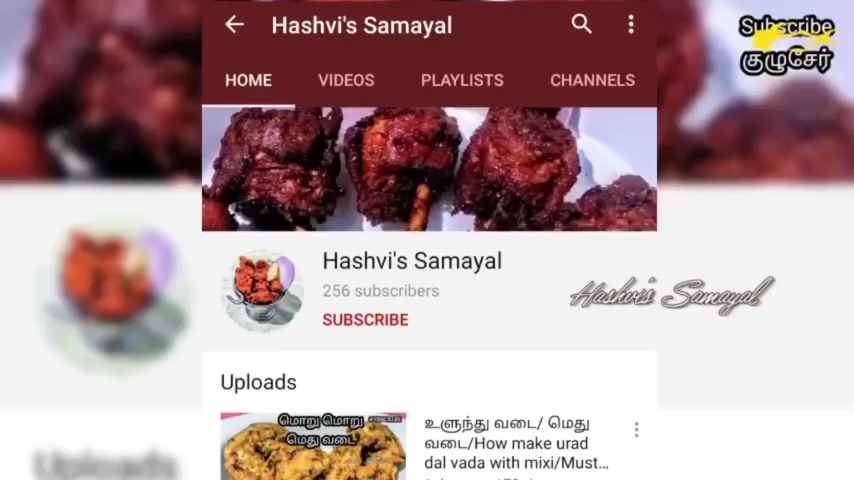 Hashvi's Samayal
HOME VIDEOS PLAYLISTS CHANNELS
Subscribe
குழுசேர்
Hashvi's Samayal
256 subscribers
SUBSCRIBE
Hashvi's Samayal
Uploads
மொறு மொறு
மெது வடை
உளுந்து வடை/ மெது
வடை/How make urad
dal vada with mixi/Must...
Uploads